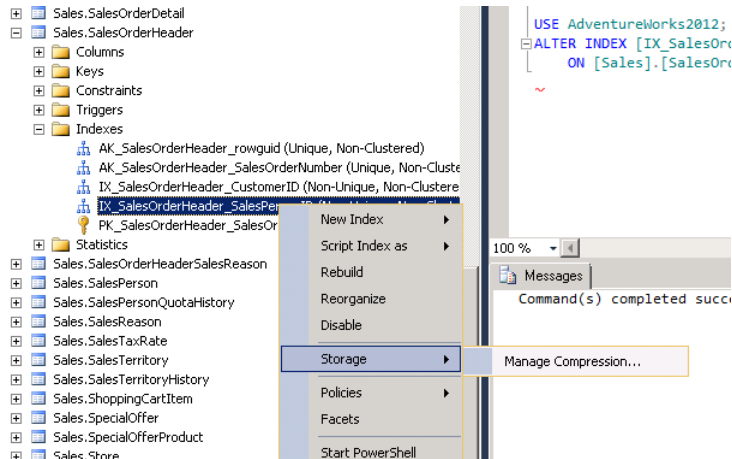 Sales.SalesOrderDetail
Sales.SalesOrderHeader
Columns
Keys
Constraints
Triggers
Indexes
AK_SalesOrderHeader_rowguid (Unique, Non-Clustered)
AK_SalesOrderHeader_SalesOrderNumber (Unique, Non-Cluste
IX_SalesOrderHeader_CustomerID (Non-Unique, Non-Clustere
IX_SalesOrderHeader_SalesPer
PK_SalesOrderHeader_SalesOr
Statistics
Sales.SalesOrderHeaderSalesReason
Sales.SalesPerson
Sales.SalesPersonQuotaHistory
Sales.SalesReason
Sales.SalesTaxRate
Sales.SalesTerritory
Sales.SalesTerritoryHistory
Sales.ShoppingCartItem
Sales.SpecialOffer
Sales.SpecialOfferProduct
Sales.Store
New Index
Script Index as
Rebuild
Reorganize
Disable
Storage
Policies
Facets
Start PowerShell
Manage Compression...
USE AdventureWorks2012;
ALTER INDEX [IX_SalesOrd
ON [Sales].[SalesOrd
100 %
Messages
Command(s) completed succe